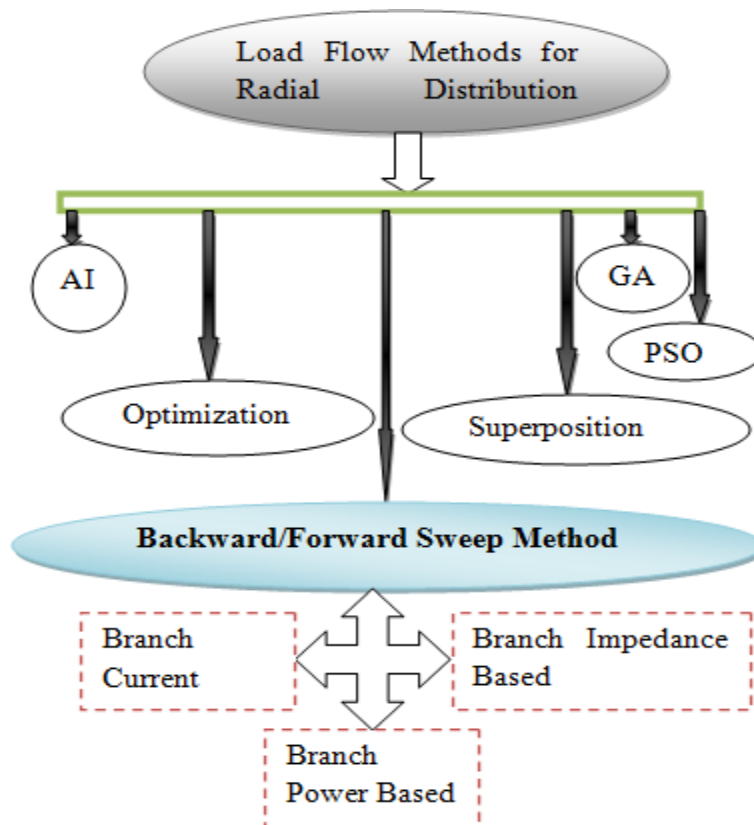 Load Flow Methods for
Radial Distribution
AI
GA
PSO
Optimization
Superposition
Backward/Forward Sweep Method
Branch
Current
Branch Impedance
Based
Branch
Power Based